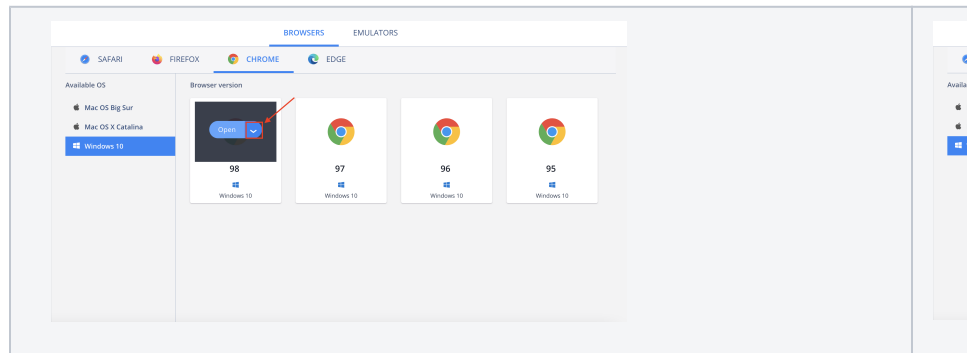 BROWSERS EMULATORS
SAFARI FIREFOX CHROME EDGE
Available OS
Mac OS Big Sur
Mac OS X Catalina
Windows 10
Browser version
Open
98
Windows 10
97
Windows 10
96
Windows 10
95
Windows 10
Availa